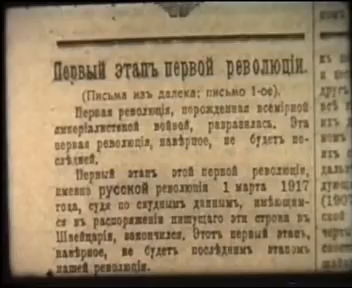 Первый этапъ первой революціи.
(Письма изъ далека; письмо 1-ое).
Первая революція, порожденная всемірной
имперіалистской войной, разразилась. Эта
первая революція, навѣрное, не будетъ по-
слѣдней.
Первый этапъ этой первой революціи,
именно русской революціи 1 марта 1917
года, судя по скуднымъ даннымъ, имѣющим-
ся въ распоряженіи пишущаго эти строки въ
Швейцаріи, закончился. Этотъ первый этапъ,
навѣрное, не будетъ послѣднимъ этапомъ
нашей революціи.